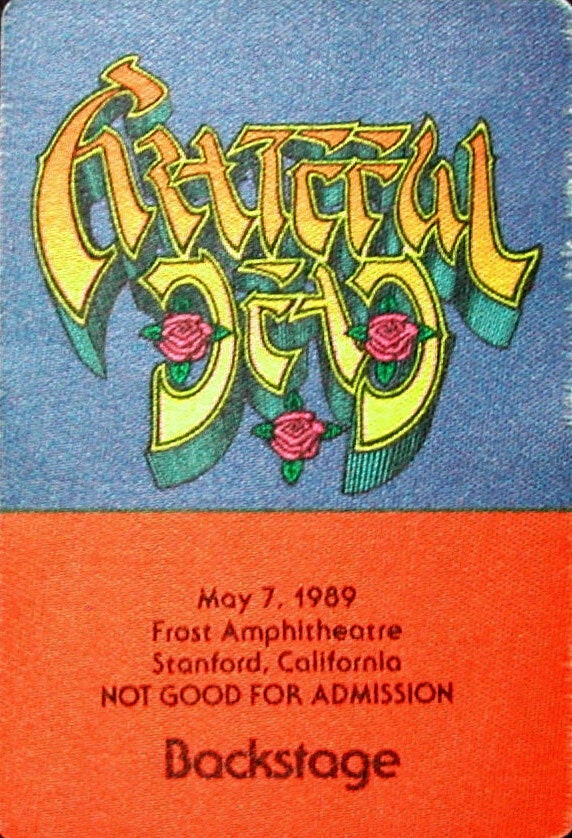 Grateful
Dead
May 7, 1989
Frost Amphitheatre
Stanford, California
NOT GOOD FOR ADMISSION
Backstage